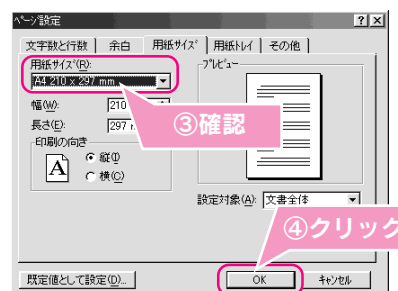 ページ設定
文字数と行数 余白 用紙サイズ 用紙トレイ その他
用紙サイズ(R):
A4 210 x 297 mm
プレビュー
幅(W): 210
長さ(E): 297
③確認
印刷の向き
A
縦(T)
横(C)
設定対象(A): 文書全体
④クリック
既定値として設定(D)... OK キャンセル